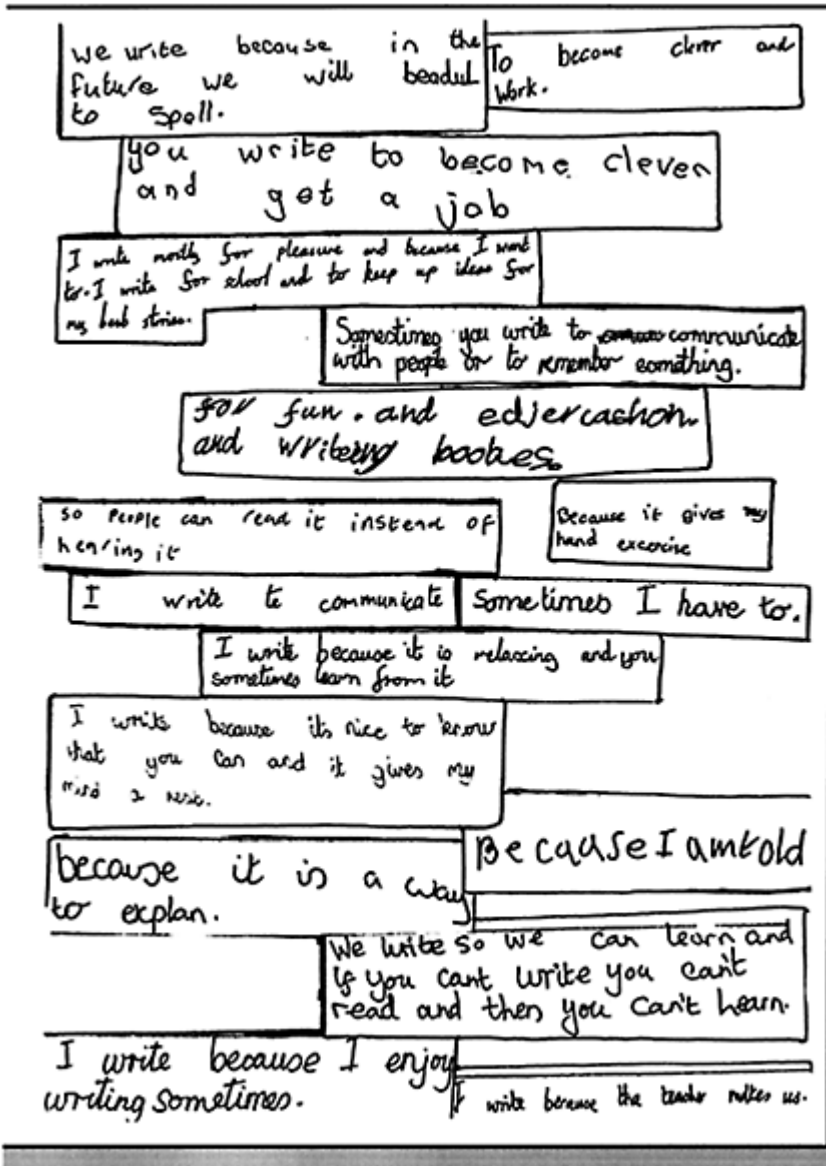 we write because in the
future we will beadul
to spell.
To become clever and
work.
you write to become clever
and get a job
I write mostly for pleasure and because I want
to. I write for school and to keep up ideas for
my best stories.
Sometimes you write to communicate
with people or to remember something.
for fun. and edjercashon.
and writeing bookes.
so people can read it instead of
hearing it
Because it gives my
hand excercise
I write to communicate
Sometimes I have to.
I write because it is relaxing and you
sometimes learn from it
I write because its nice to know
that you can and it gives my
mind a rest.
Because I am told
because it is a way
to explan.
We write so we can learn and
if you cant write you can't
read and then you can't learn.
I write because I enjoy
writing sometimes.
I write because the teacher makes us.